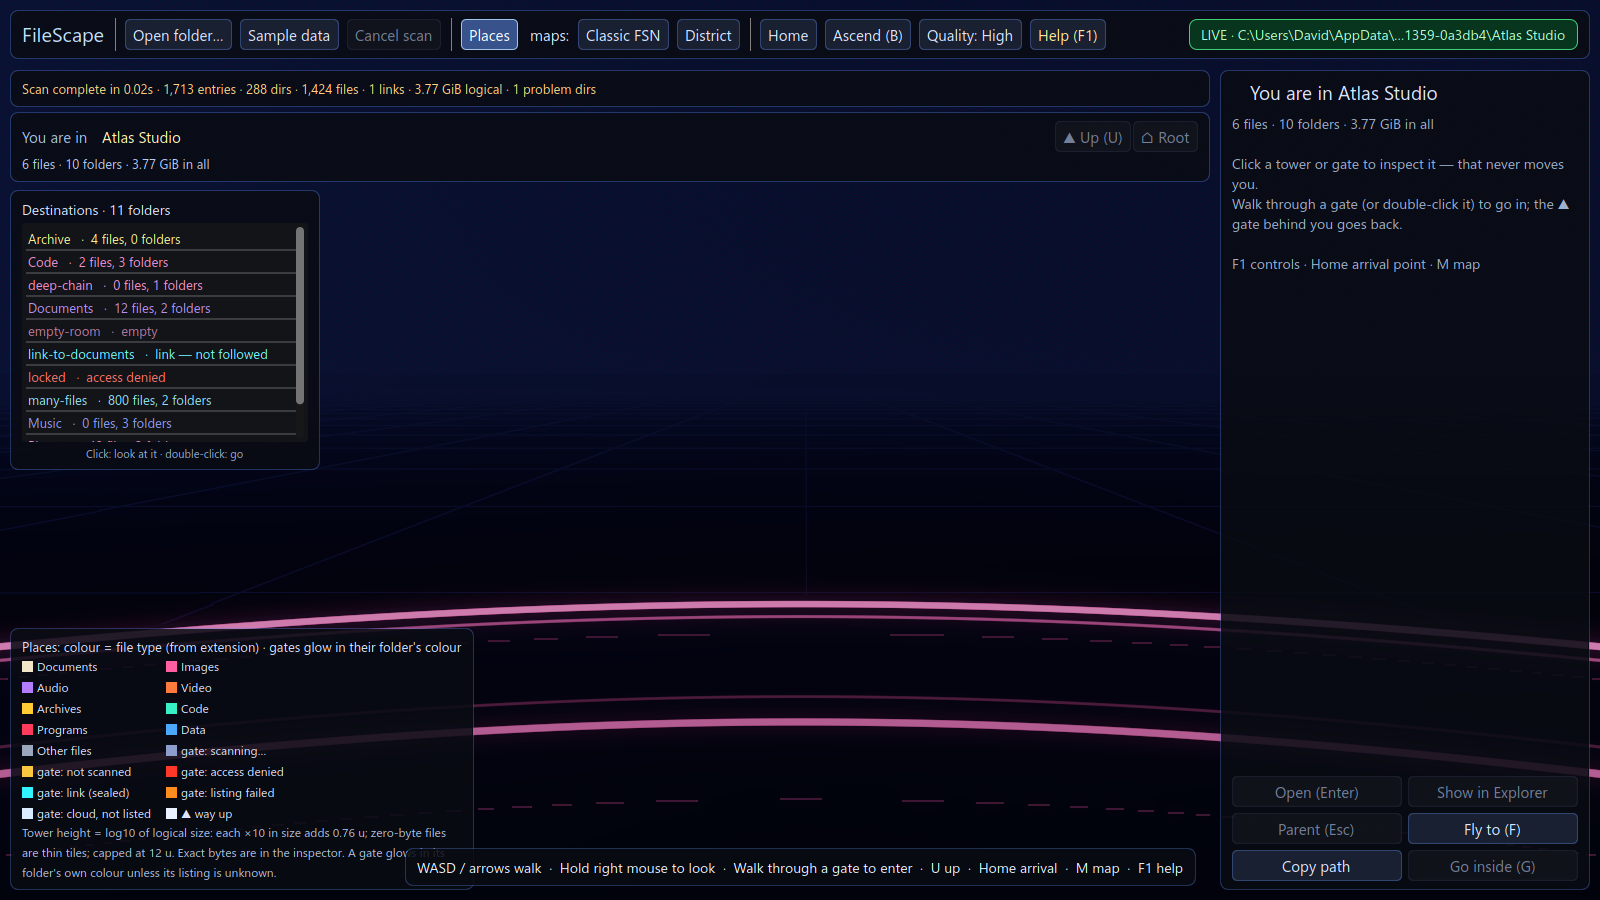 FileScape
Open folder...
Sample data
Cancel scan
Places
maps:
Classic FSN
District
Home
Ascend (B)
Quality: High
Help (F1)
LIVE · C:\Users\David\AppData\...1359-0a3db4\Atlas Studio
Scan complete in 0.02s · 1,713 entries · 288 dirs · 1,424 files · 1 links · 3.77 GiB logical · 1 problem dirs
You are in Atlas Studio
▲ Up (U)
⌂ Root
6 files · 10 folders · 3.77 GiB in all
Destinations · 11 folders
Archive · 4 files, 0 folders
Code · 2 files, 3 folders
deep-chain · 0 files, 1 folders
Documents · 12 files, 2 folders
empty-room · empty
link-to-documents · link — not followed
locked · access denied
many-files · 800 files, 2 folders
Music · 0 files, 3 folders
Click: look at it · double-click: go
You are in Atlas Studio
6 files · 10 folders · 3.77 GiB in all
Click a tower or gate to inspect it — that never moves
you.
Walk through a gate (or double-click it) to go in; the ▲
gate behind you goes back.
F1 controls · Home arrival point · M map
Places: colour = file type (from extension) · gates glow in their folder's colour
Documents
Images
Audio
Video
Archives
Code
Programs
Data
Other files
gate: scanning...
gate: not scanned
gate: access denied
gate: link (sealed)
gate: listing failed
gate: cloud, not listed
▲ way up
Tower height = log10 of logical size: each ×10 in size adds 0.76 u; zero-byte files
are thin tiles; capped at 12 u. Exact bytes are in the inspector. A gate glows in its
folder's own colour unless its listing is unknown.
WASD / arrows walk · Hold right mouse to look · Walk through a gate to enter · U up · Home arrival · M map · F1 help
Open (Enter)
Show in Explorer
Parent (Esc)
Fly to (F)
Copy path
Go inside (G)